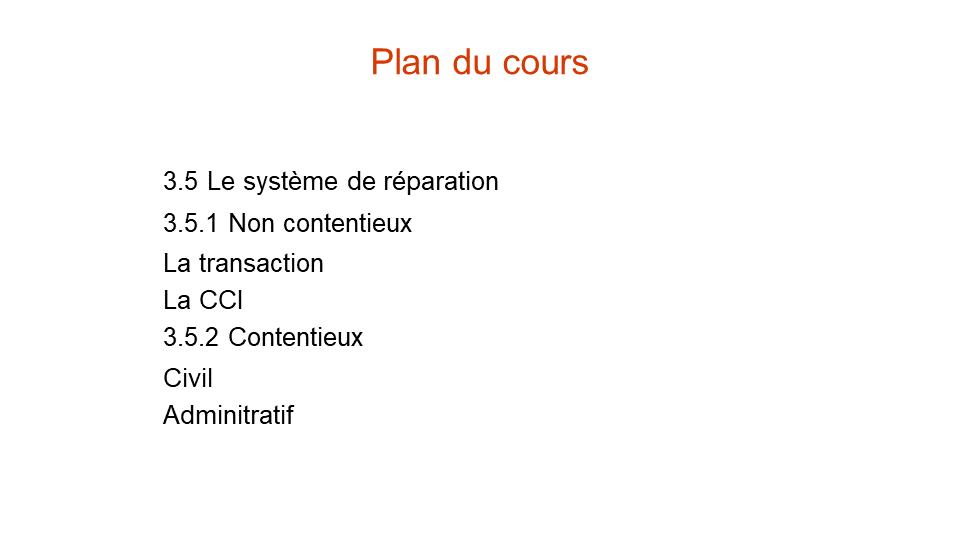 Plan du cours
3.5 Le système de réparation
3.5.1 Non contentieux
La transaction
La CCI
3.5.2 Contentieux
Civil
Adminitratif